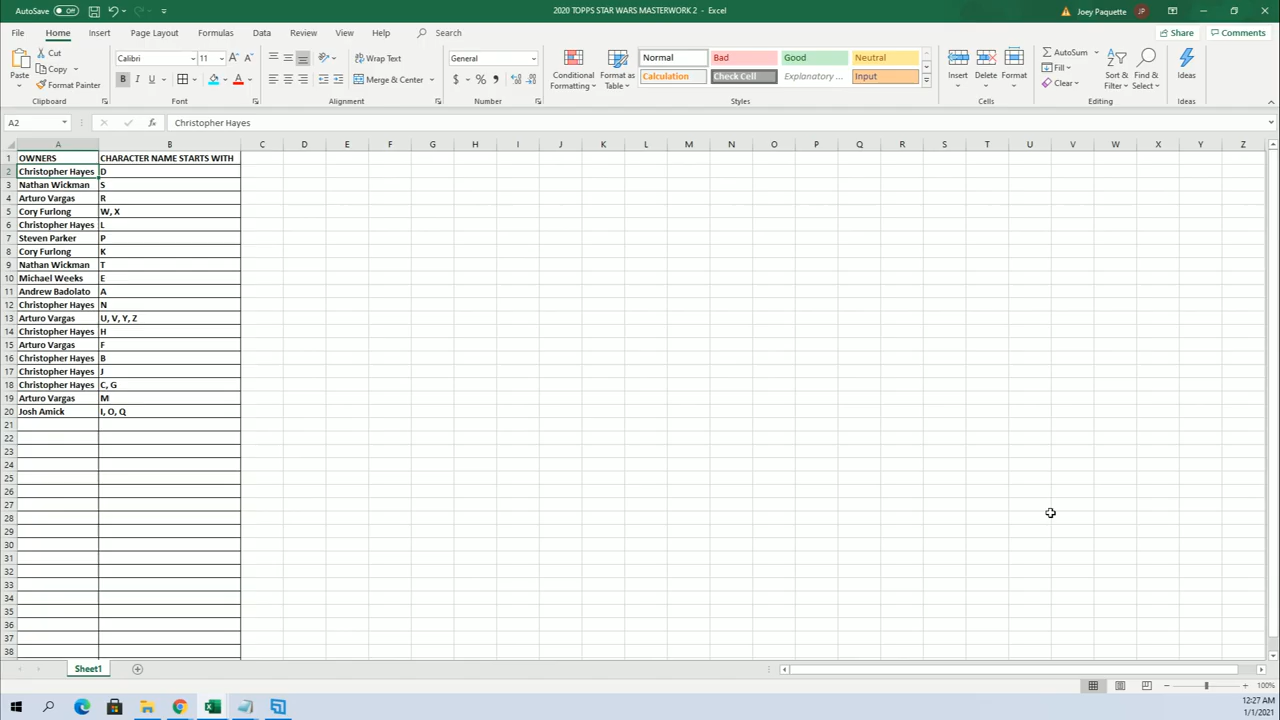 AutoSave Off 2020 TOPPS STAR WARS MASTERWORK 2 - Excel Joey Paquette JP
File Home Insert Page Layout Formulas Data Review View Help Search Share Comments
Paste Cut Copy Format Painter Calibri 11 Wrap Text Merge & Center General Conditional Formatting Format as Table Normal Bad Good Neutral Calculation Check Cell Explanatory ... Input Insert Delete Format AutoSum Fill Clear Sort & Filter Find & Select Ideas
Clipboard Font Alignment Number Styles Cells Editing Ideas
A2 fx Christopher Hayes
A B C D E F G H I J K L M N O P Q R S T U V W X Y Z
1 OWNERS CHARACTER NAME STARTS WITH
2 Christopher Hayes D
3 Nathan Wickman S
4 Arturo Vargas R
5 Cory Furlong W, X
6 Christopher Hayes L
7 Steven Parker P
8 Cory Furlong K
9 Nathan Wickman T
10 Michael Weeks E
11 Andrew Badolato A
12 Christopher Hayes N
13 Arturo Vargas U, V, Y, Z
14 Christopher Hayes H
15 Arturo Vargas F
16 Christopher Hayes B
17 Christopher Hayes J
18 Christopher Hayes C, G
19 Arturo Vargas M
20 Josh Amick I, O, Q
21
22
23
24
25
26
27
28
29
30
31
32
33
34
35
36
37
38
Sheet1
100%
12:27 AM
1/1/2021